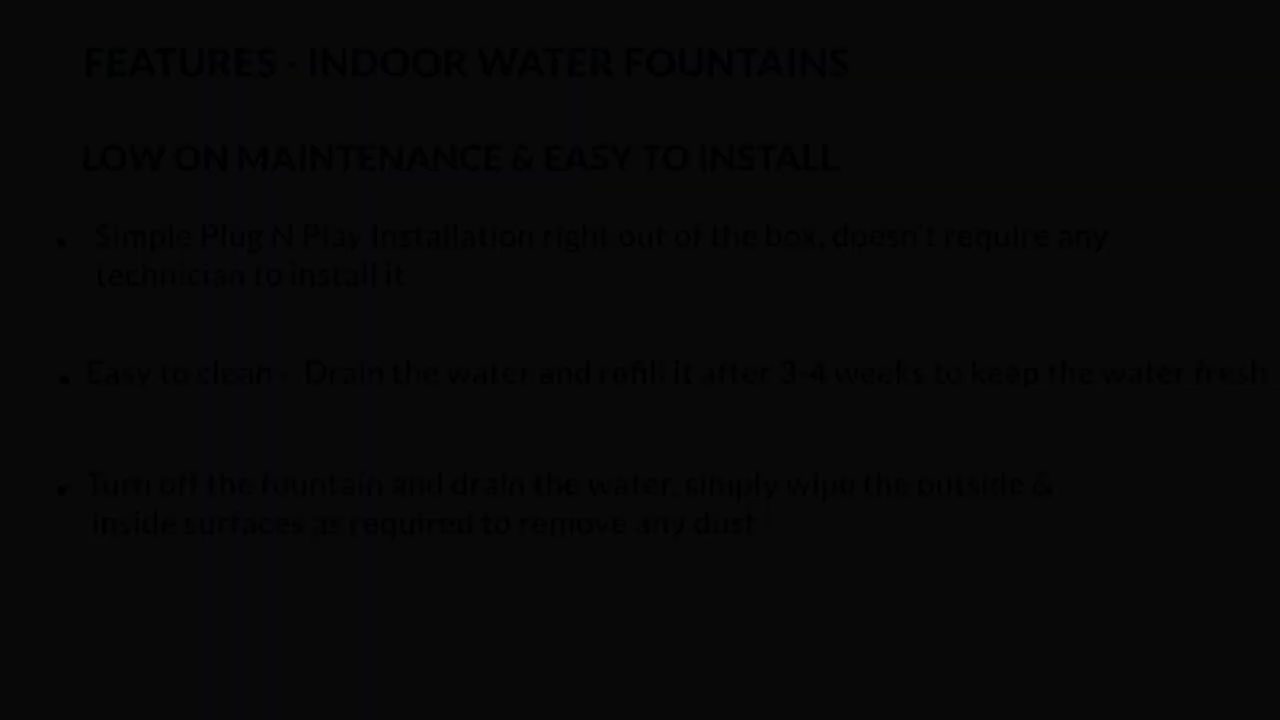 FEATURES - INDOOR WATER FOUNTAINS
LOW ON MAINTENANCE & EASY TO INSTALL
• Simple Plug N Play Installation right out of the box, doesn't require any
technician to install it
• Easy to clean - Drain the water and refill it after 3-4 weeks to keep the water fresh
• Turn off the fountain and drain the water, simply wipe the outside &
inside surfaces as required to remove any dust